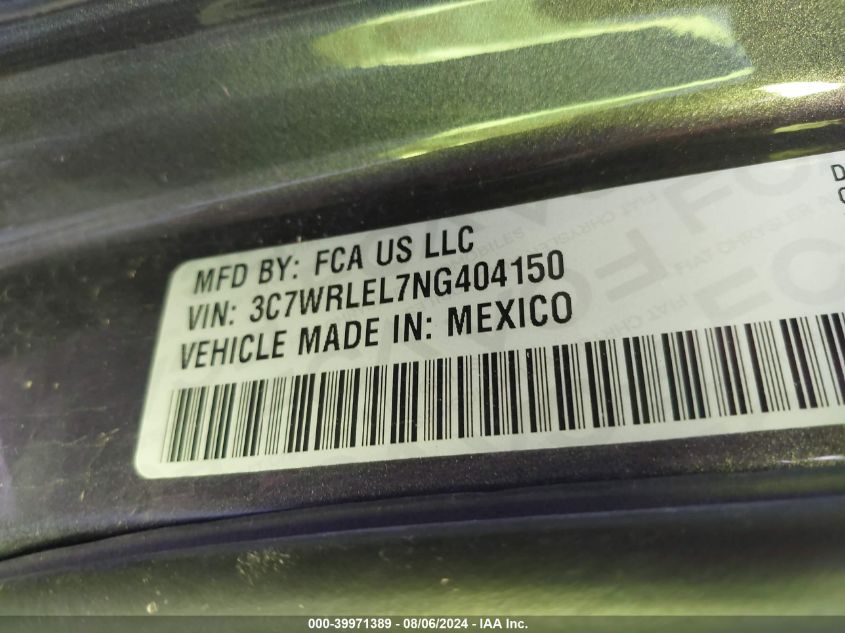 MFD BY: FCA US LLC
VIN: 3C7WRLEL7NG404150
VEHICLE MADE IN: MEXICO
000-39971389 - 08/06/2024 - IAA Inc.